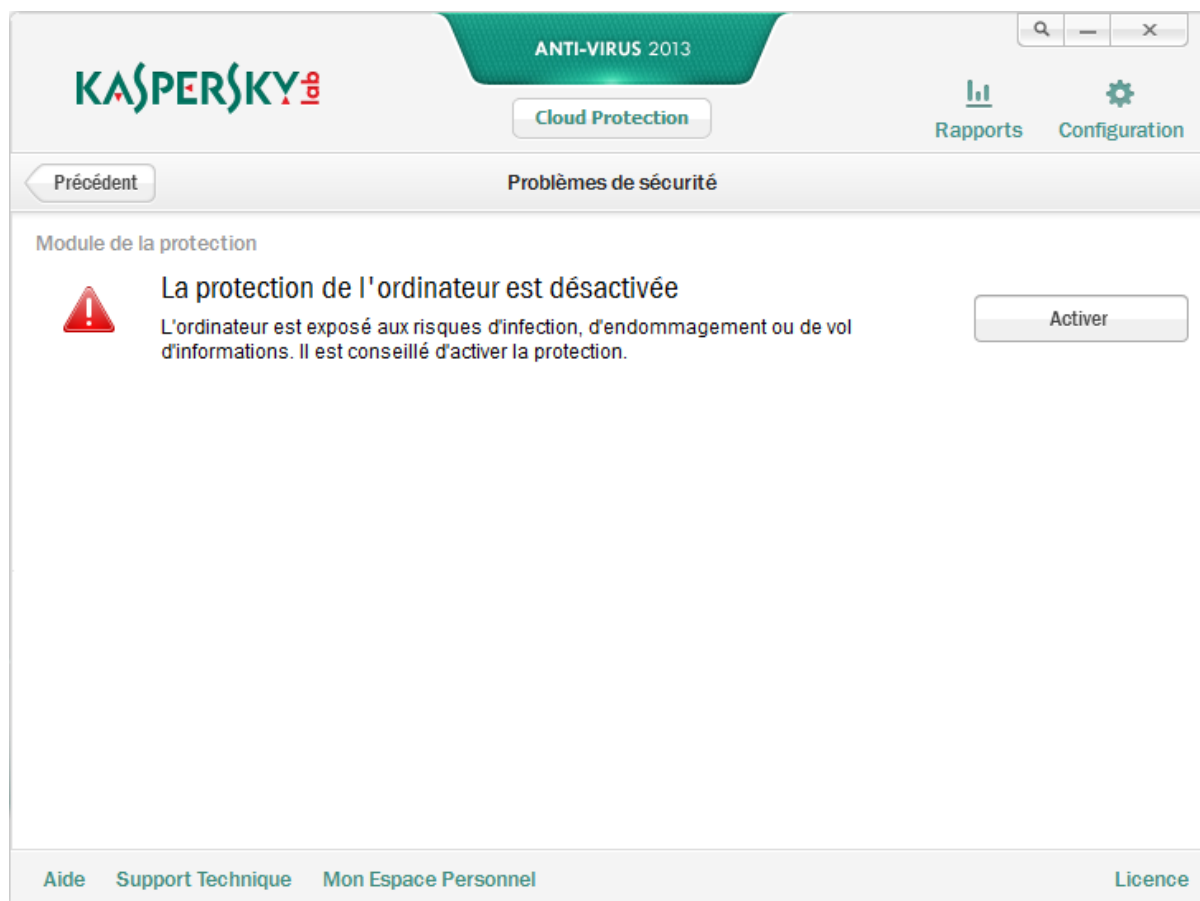 ANTI-VIRUS 2013
KASPERSKY lab
Cloud Protection
Rapports
Configuration
Précédent
Problèmes de sécurité
Module de la protection
La protection de l'ordinateur est désactivée
L'ordinateur est exposé aux risques d'infection, d'endommagement ou de vol
d'informations. Il est conseillé d'activer la protection.
Activer
Aide
Support Technique
Mon Espace Personnel
Licence